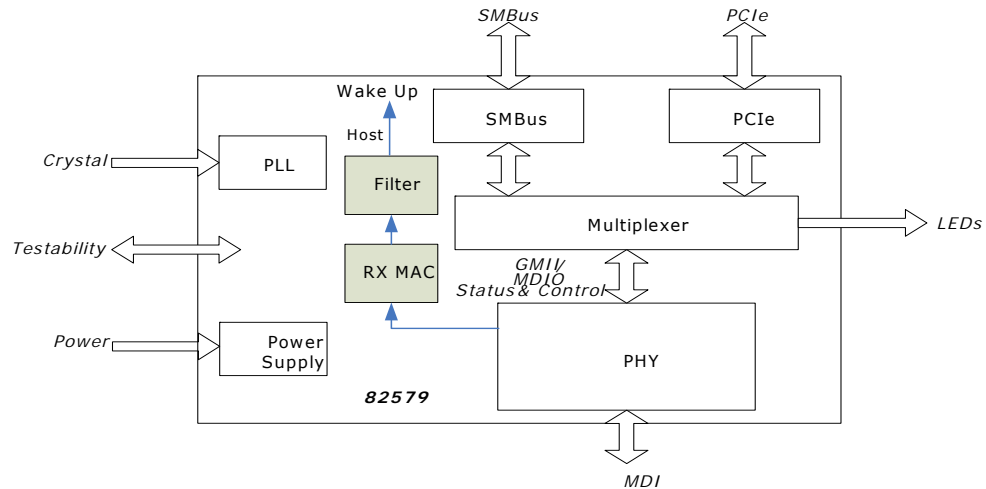 SMBus
PCIe
Wake Up
Host
SMBus
PCIe
Crystal
PLL
Filter
Multiplexer
LEDs
Testability
RX MAC
GMII/
MDIO
Status & Control
Power
Power
Supply
PHY
82579
MDI